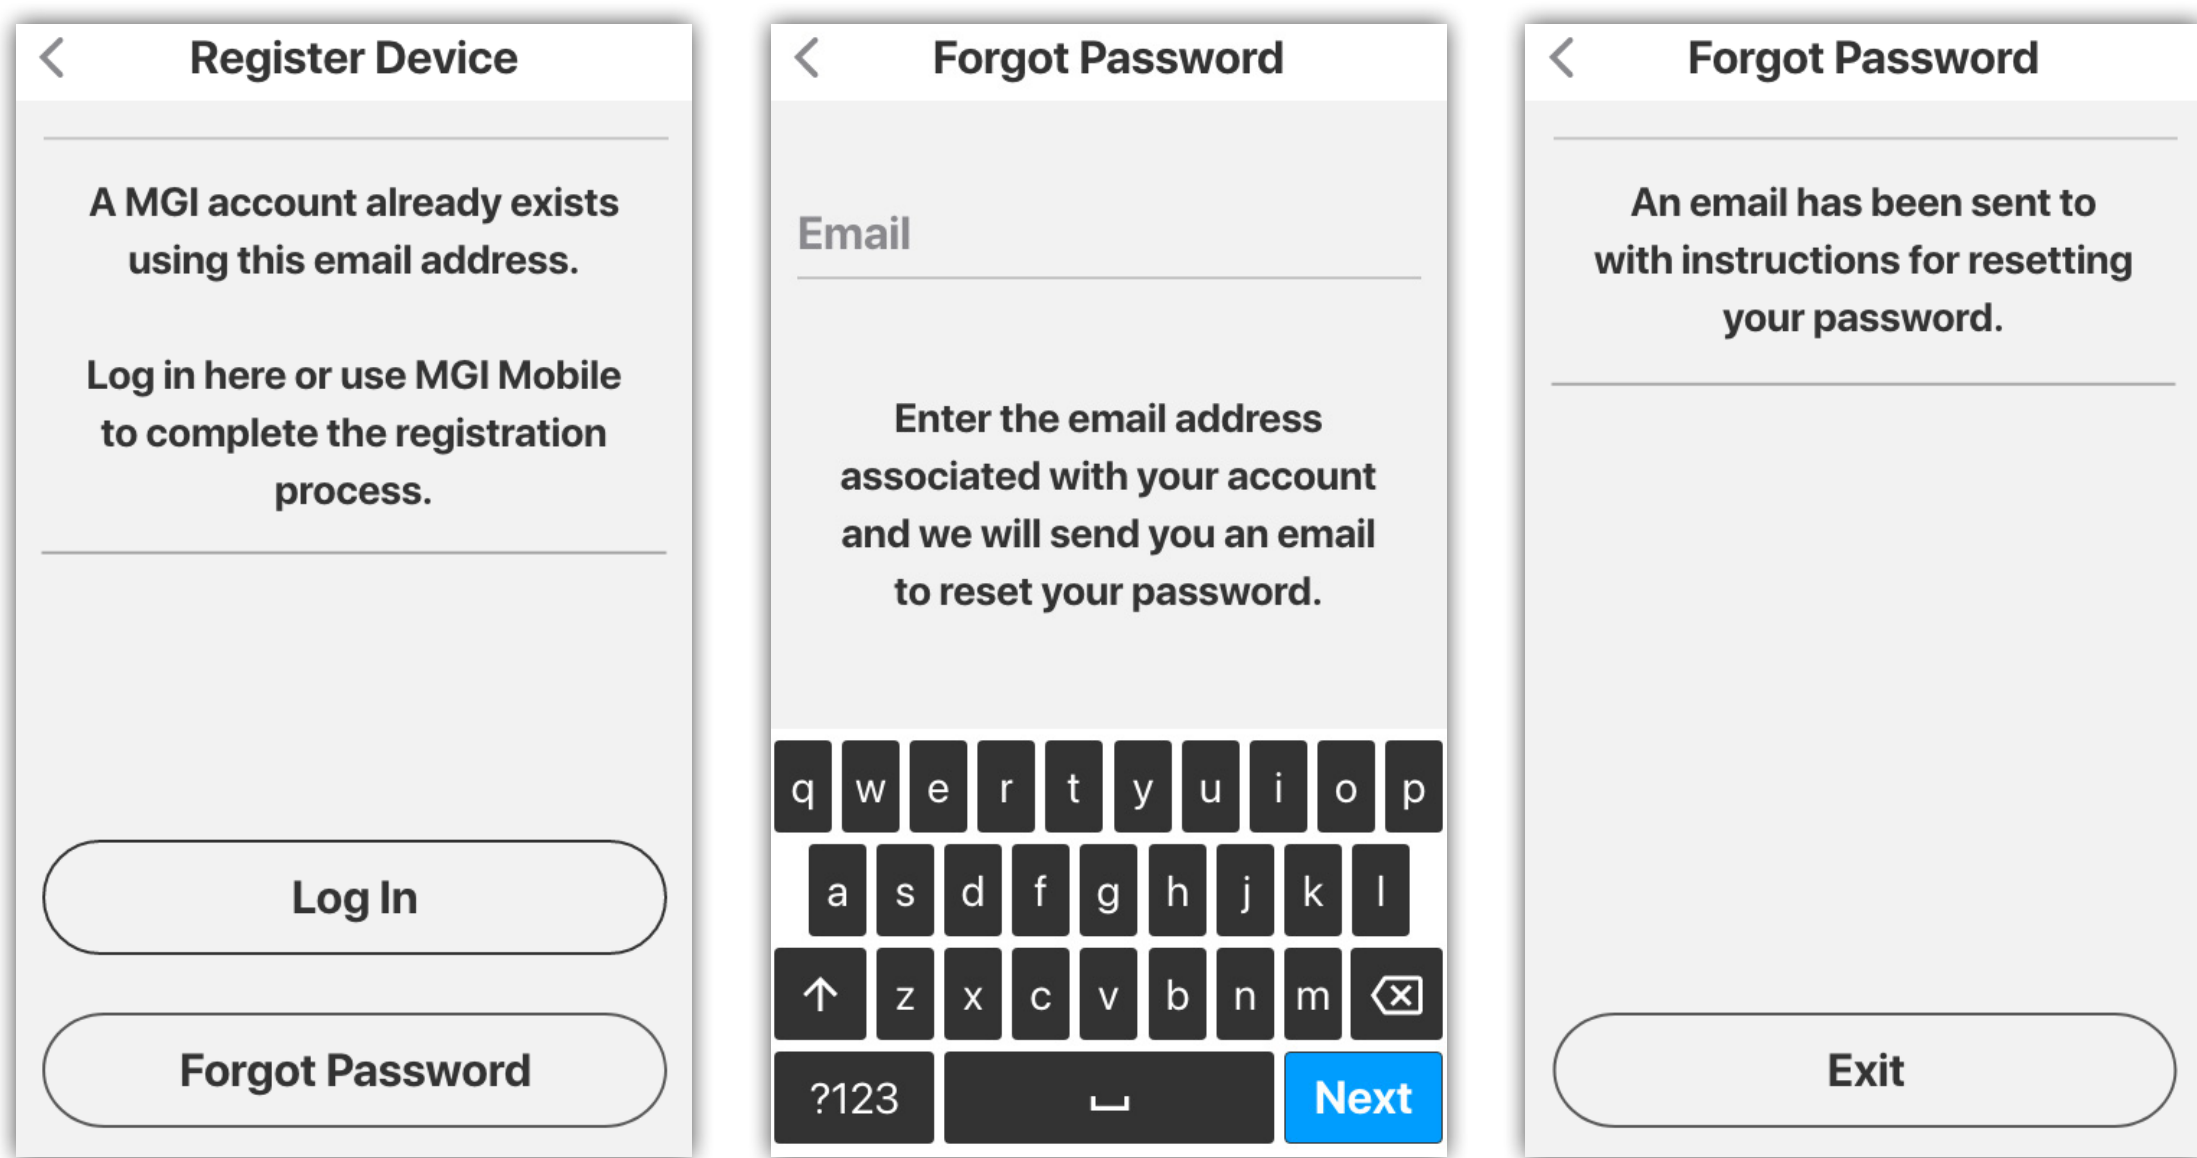 Register Device
A MGI account already exists
using this email address.
Log in here or use MGI Mobile
to complete the registration
process.
Log In
Forgot Password
Forgot Password
Email
Enter the email address
associated with your account
and we will send you an email
to reset your password.
q w e r t y u i o p
a s d f g h j k l
z x c v b n m
?123 Next
Forgot Password
An email has been sent to
with instructions for resetting
your password.
Exit